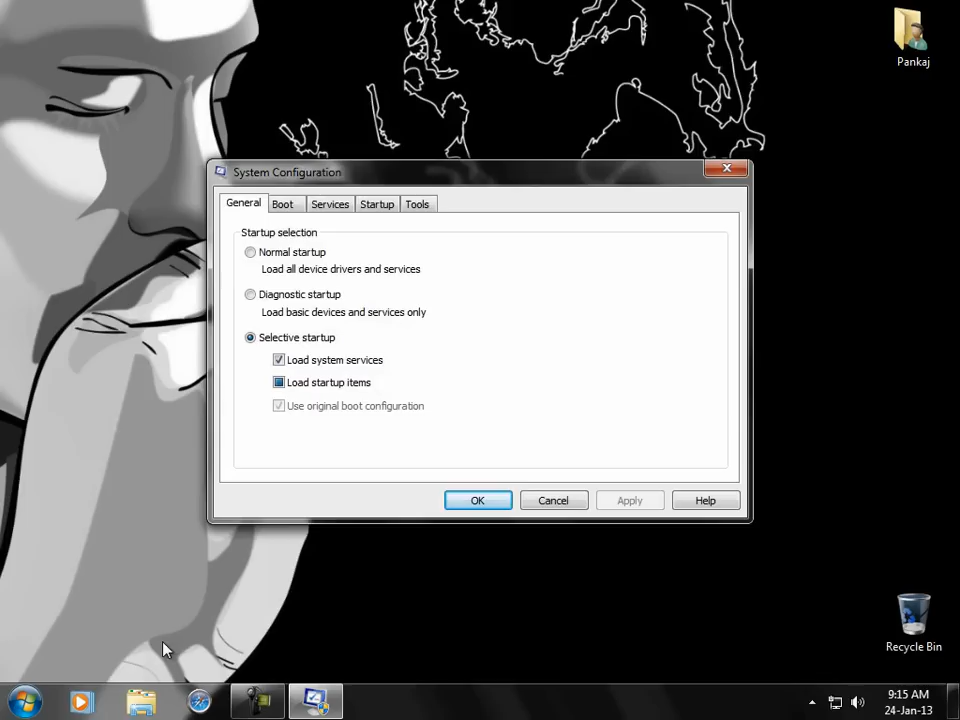 Pankaj
System Configuration
General
Boot
Services
Startup
Tools
Startup selection
Normal startup
Load all device drivers and services
Diagnostic startup
Load basic devices and services only
Selective startup
Load system services
Load startup items
Use original boot configuration
OK
Cancel
Apply
Help
Recycle Bin
9:15 AM
24-Jan-13